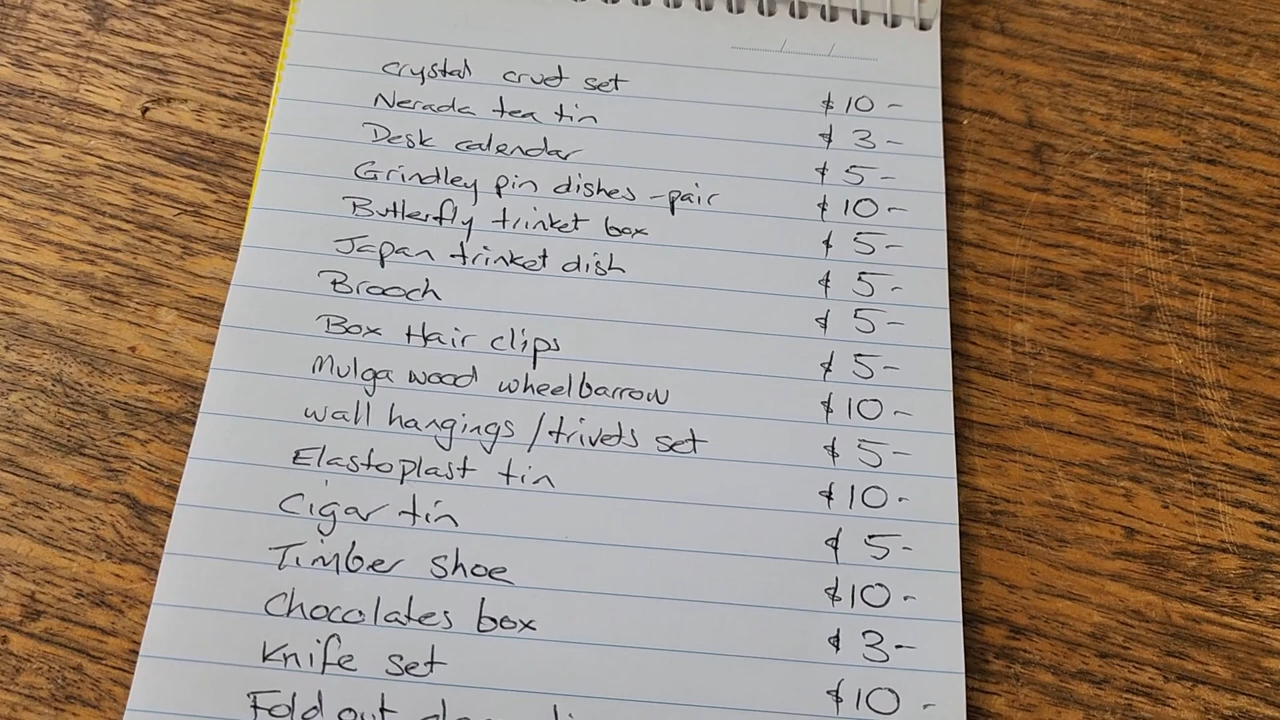 crystal cruet set $10-
Nerada tea tin $3-
Desk calendar $5-
Grindley pin dishes -pair $10-
Butterfly trinket box $5-
Japan trinket dish $5-
Brooch $5-
Box Hair clips $5-
Mulga wood wheelbarrow $10-
wall hangings /trivets set $5-
Elastoplast tin $10-
Cigar tin $5-
Timber shoe $10-
Chocolates box $3-
Knife set $10-
Fold out